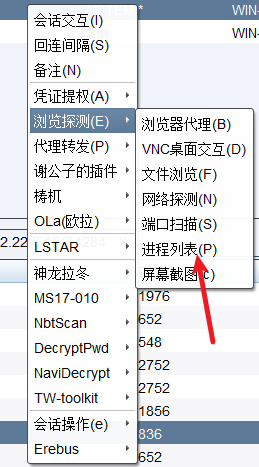 WIN-
WIN-
会话交互(I)
回连间隔(S)
备注(N)
凭证提权(A)
浏览探测(E)
代理转发(P)
谢公子的插件
梼杌
OLa(欧拉)
LSTAR
神龙拉冬
MS17-010
NbtScan
DecryptPwd
NaviDecrypt
TW-toolkit
会话操作(e)
Erebus
浏览器代理(B)
VNC桌面交互(D)
文件浏览(F)
网络探测(N)
端口扫描(S)
进程列表(P)
屏幕截图(c)
2.22
284
1976
652
548
2752
2752
1856
836
652